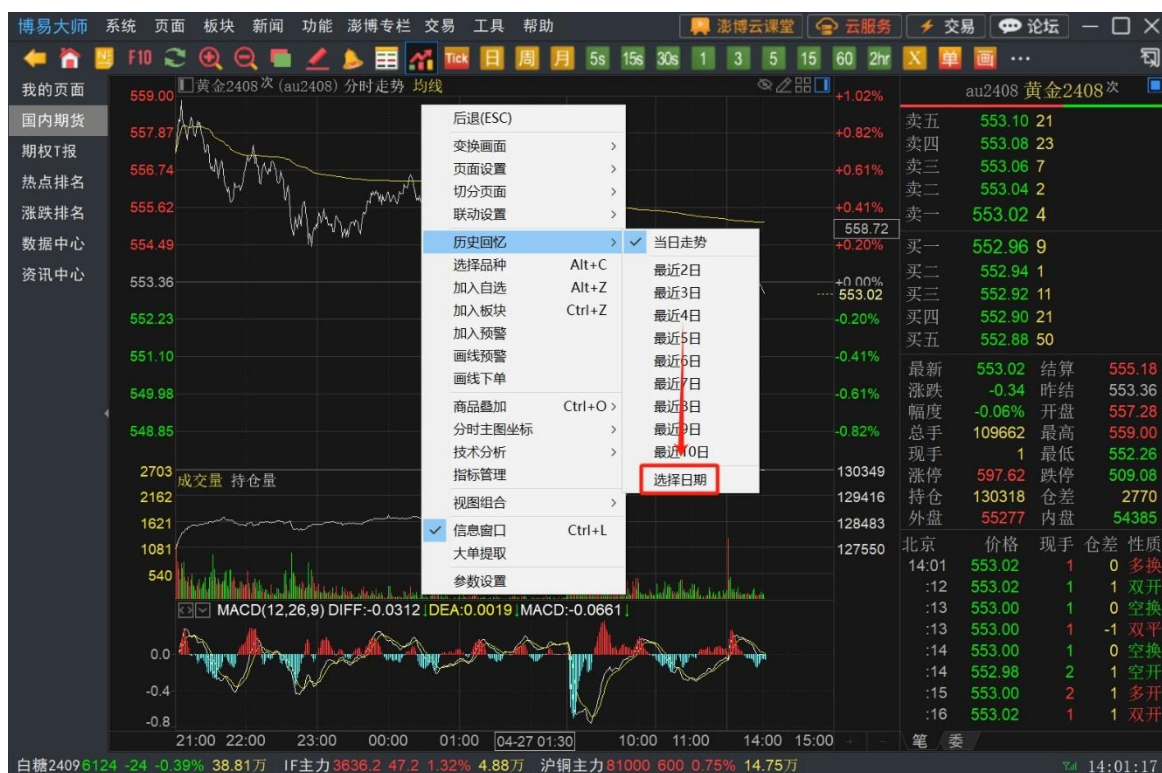 博易大师 系统 页面 板块 新闻 功能 澎博专栏 交易 工具 帮助 澎博云课堂 云服务 交易 论坛
F10 Tick 日 周 月 5s 15s 30s 1 3 5 15 60 2hr X 单 画 ...
我的页面
国内期货
期权T报
热点排名
涨跌排名
数据中心
资讯中心
黄金2408次 (au2408) 分时走势 均线
559.00
557.87
556.74
555.62
554.49
553.36
552.23
551.10
549.98
548.85
+1.02%
+0.82%
+0.61%
+0.41%
558.72
+0.20%
+0.00%
553.02
-0.20%
-0.41%
-0.61%
-0.82%
后退(ESC)
变换画面
页面设置
切分页面
联动设置
历史回忆
选择品种 Alt+C
加入自选 Alt+Z
加入板块 Ctrl+Z
加入预警
画线预警
画线下单
商品叠加 Ctrl+O
分时主图坐标
技术分析
指标管理
视图组合
信息窗口 Ctrl+L
大单提取
参数设置
当日走势
最近2日
最近3日
最近4日
最近5日
最近6日
最近7日
最近8日
最近9日
最近10日
选择日期
成交量 持仓量
2703
2162
1621
1081
540
130349
129416
128483
127550
MACD(12,26,9) DIFF:-0.0312 DEA:0.0019 MACD:-0.0661
0.0
-0.4
-0.8
21:00 22:00 23:00 00:00 01:00 04-27 01:30 10:00 11:00 14:00 15:00
au2408 黄金2408次
卖五 553.10 21
卖四 553.08 23
卖三 553.06 7
卖二 553.04 2
卖一 553.02 4
买一 552.96 9
买二 552.94 1
买三 552.92 11
买四 552.90 21
买五 552.88 50
最新 553.02 结算 555.18
涨跌 -0.34 昨结 553.36
幅度 -0.06% 开盘 557.28
总手 109662 最高 559.00
现手 1 最低 552.26
涨停 597.62 跌停 509.08
持仓 130318 仓差 2770
外盘 55277 内盘 54385
北京 价格 现手 仓差 性质
14:01 553.02 1 0 多换
:12 553.02 1 1 双开
:13 553.00 1 0 空换
:13 553.00 1 -1 双平
:14 553.00 1 0 空换
:14 552.98 2 1 空开
:15 553.00 2 1 多开
:16 553.02 1 1 双开
笔 委
白糖2409 6124 -24 -0.39% 38.81万 IF主力 3636.2 47.2 1.32% 4.88万 沪铜主力 81000 600 0.75% 14.75万 14:01:17